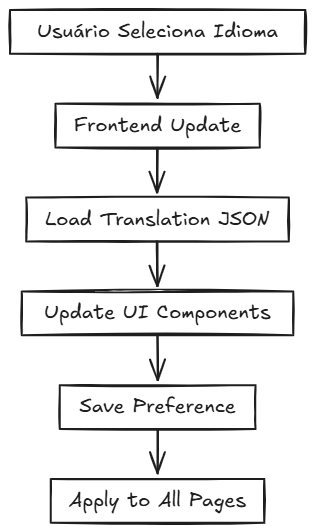 Usuário Seleciona Idioma
Frontend Update
Load Translation JSON
Update UI Components
Save Preference
Apply to All Pages